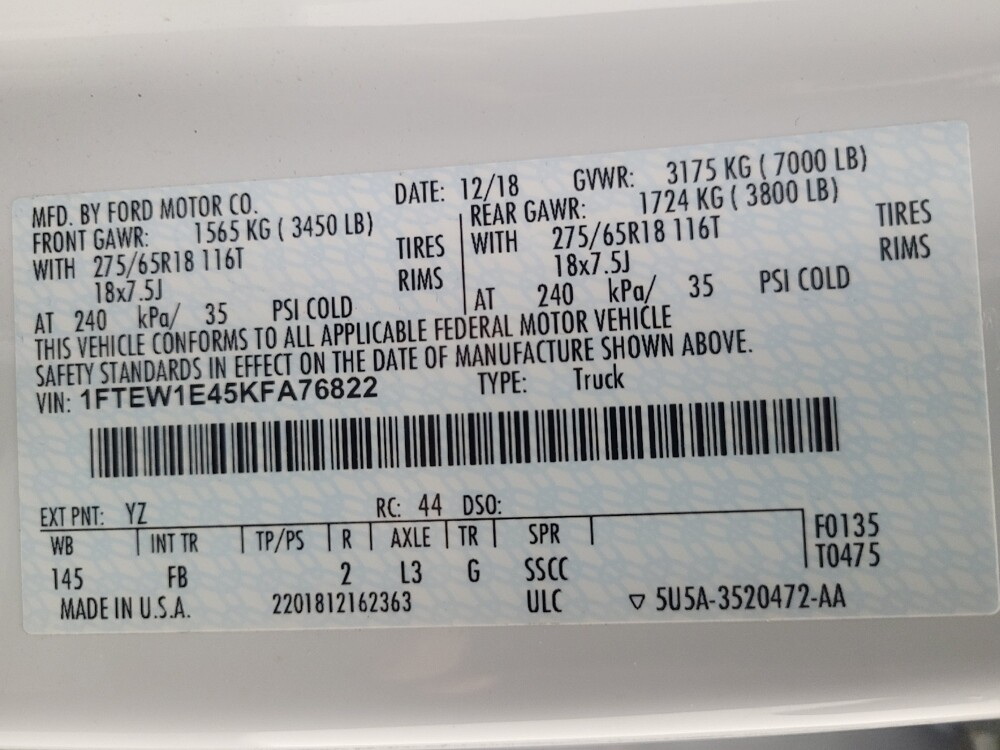 MFD. BY FORD MOTOR CO. DATE: 12/18 GVWR: 3175 KG ( 7000 LB)
FRONT GAWR: 1565 KG ( 3450 LB) REAR GAWR: 1724 KG ( 3800 LB)
WITH 275/65R18 116T TIRES WITH 275/65R18 116T TIRES
18x7.5J RIMS 18x7.5J RIMS
AT 240 kPa/ 35 PSI COLD AT 240 kPa/ 35 PSI COLD
THIS VEHICLE CONFORMS TO ALL APPLICABLE FEDERAL MOTOR VEHICLE
SAFETY STANDARDS IN EFFECT ON THE DATE OF MANUFACTURE SHOWN ABOVE.
VIN: 1FTEW1E45KFA76822 TYPE: Truck
EXT PNT: YZ RC: 44 DSO:
WB INT TR TP/PS R AXLE TR SPR F0135
145 FB 2 L3 G SSCC T0475
MADE IN U.S.A. 2201812162363 ULC ▽ 5U5A-3520472-AA